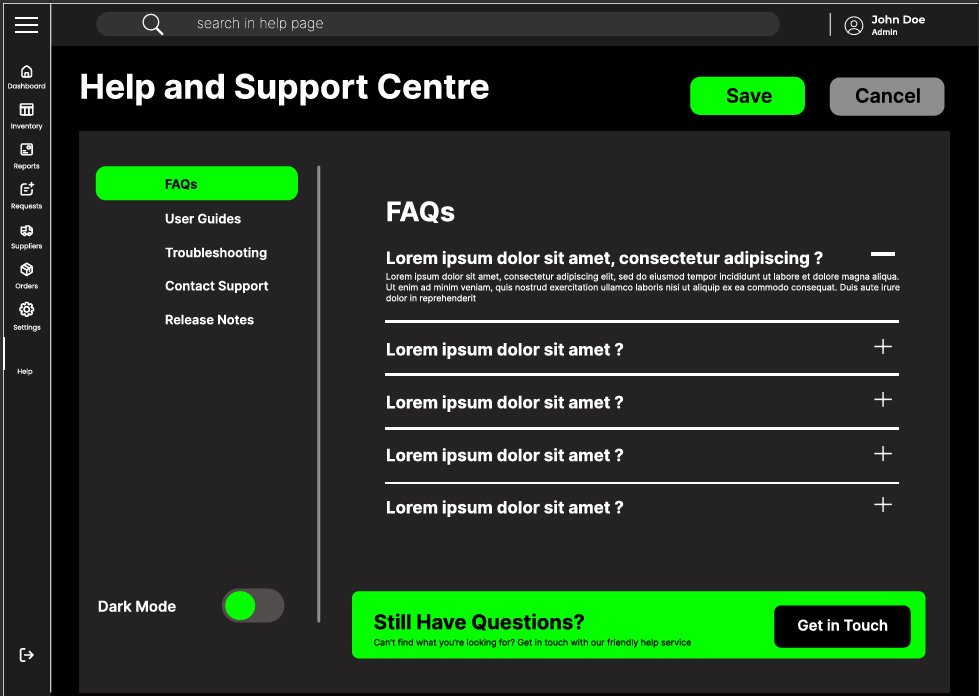 search in help page
John Doe
Admin
Help and Support Centre
Save
Cancel
Dashboard
Inventory
Reports
Requests
Suppliers
Orders
Settings
Help
FAQs
User Guides
Troubleshooting
Contact Support
Release Notes
Dark Mode
FAQs
Lorem ipsum dolor sit amet, consectetur adipiscing ?
Lorem ipsum dolor sit amet, consectetur adipiscing elit, sed do eiusmod tempor incididunt ut labore et dolore magna aliqua.
Ut enim ad minim veniam, quis nostrud exercitation ullamco laboris nisi ut aliquip ex ea commodo consequat. Duis aute irure
dolor in reprehenderit
Lorem ipsum dolor sit amet ?
Lorem ipsum dolor sit amet ?
Lorem ipsum dolor sit amet ?
Lorem ipsum dolor sit amet ?
Still Have Questions?
Can't find what you're looking for? Get in touch with our friendly help service
Get in Touch